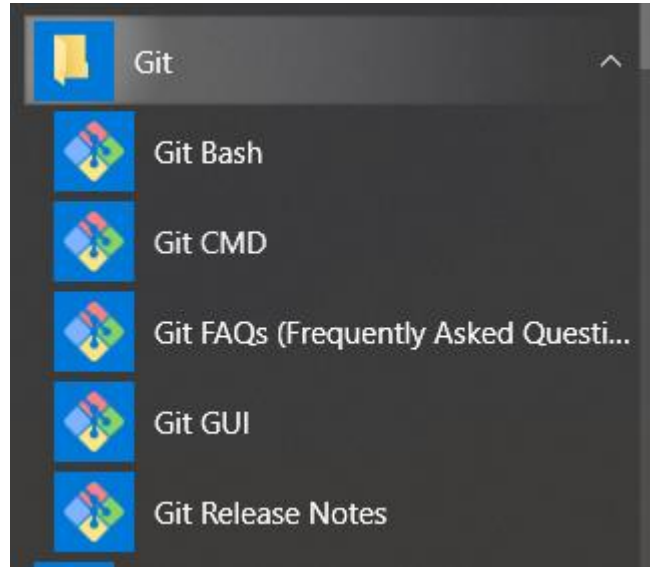 Git
Git Bash
Git CMD
Git FAQs (Frequently Asked Questi...
Git GUI
Git Release Notes